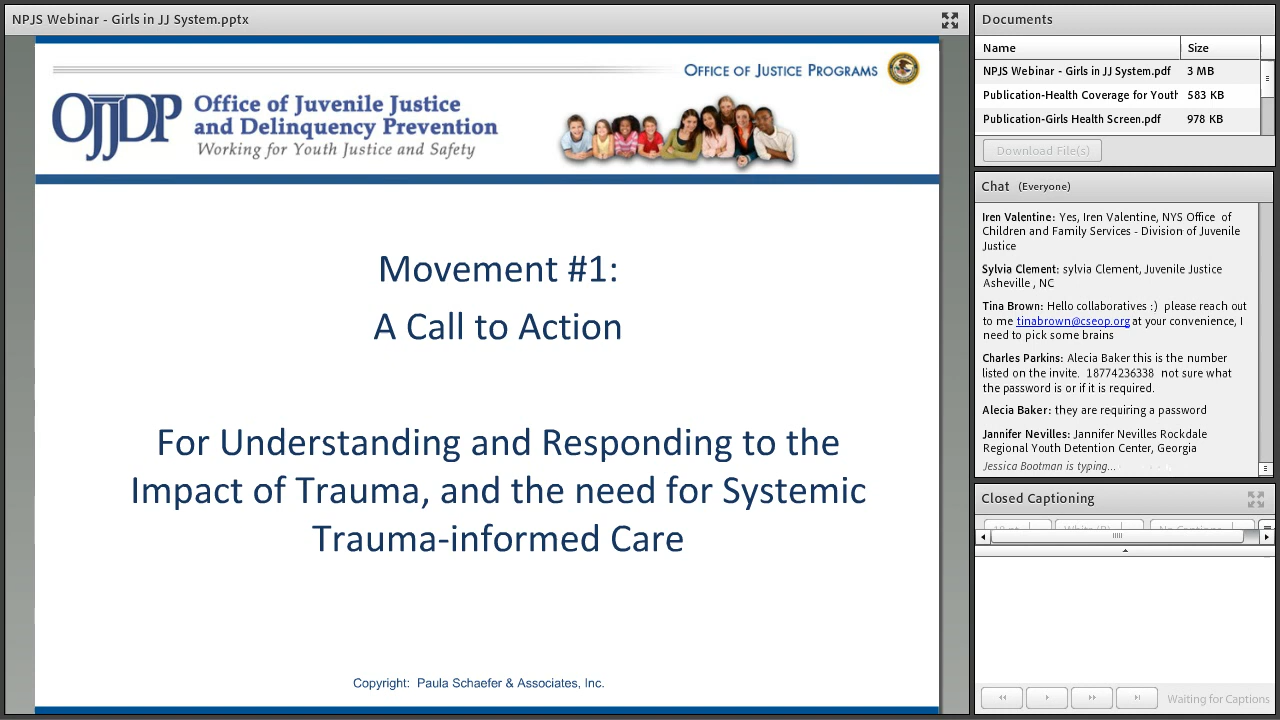 NPJS Webinar - Girls in JJ System.pptx
OFFICE OF JUSTICE PROGRAMS
OJJDP
Office of Juvenile Justice
and Delinquency Prevention
Working for Youth Justice and Safety
Movement #1:
A Call to Action
For Understanding and Responding to the
Impact of Trauma, and the need for Systemic
Trauma-informed Care
Copyright: Paula Schaefer & Associates, Inc.
Documents
Name Size
NPJS Webinar - Girls in JJ System.pdf 3 MB
Publication-Health Coverage for Youth 583 KB
Publication-Girls Health Screen.pdf 978 KB
Download File(s)
Chat (Everyone)
Iren Valentine: Yes, Iren Valentine, NYS Office of
Children and Family Services - Division of Juvenile
Justice
Sylvia Clement: sylvia Clement, Juvenile Justice
Asheville , NC
Tina Brown: Hello collaboratives :) please reach out
to me tinabrown@cseop.org at your convenience, I
need to pick some brains
Charles Parkins: Alecia Baker this is the number
listed on the invite. 18774236338 not sure what
the password is or if it is required.
Alecia Baker: they are requiring a password
Jannifer Nevilles: Jannifer Nevilles Rockdale
Regional Youth Detention Center, Georgia
Jessica Bootman is typing...
Closed Captioning
Waiting for Captions